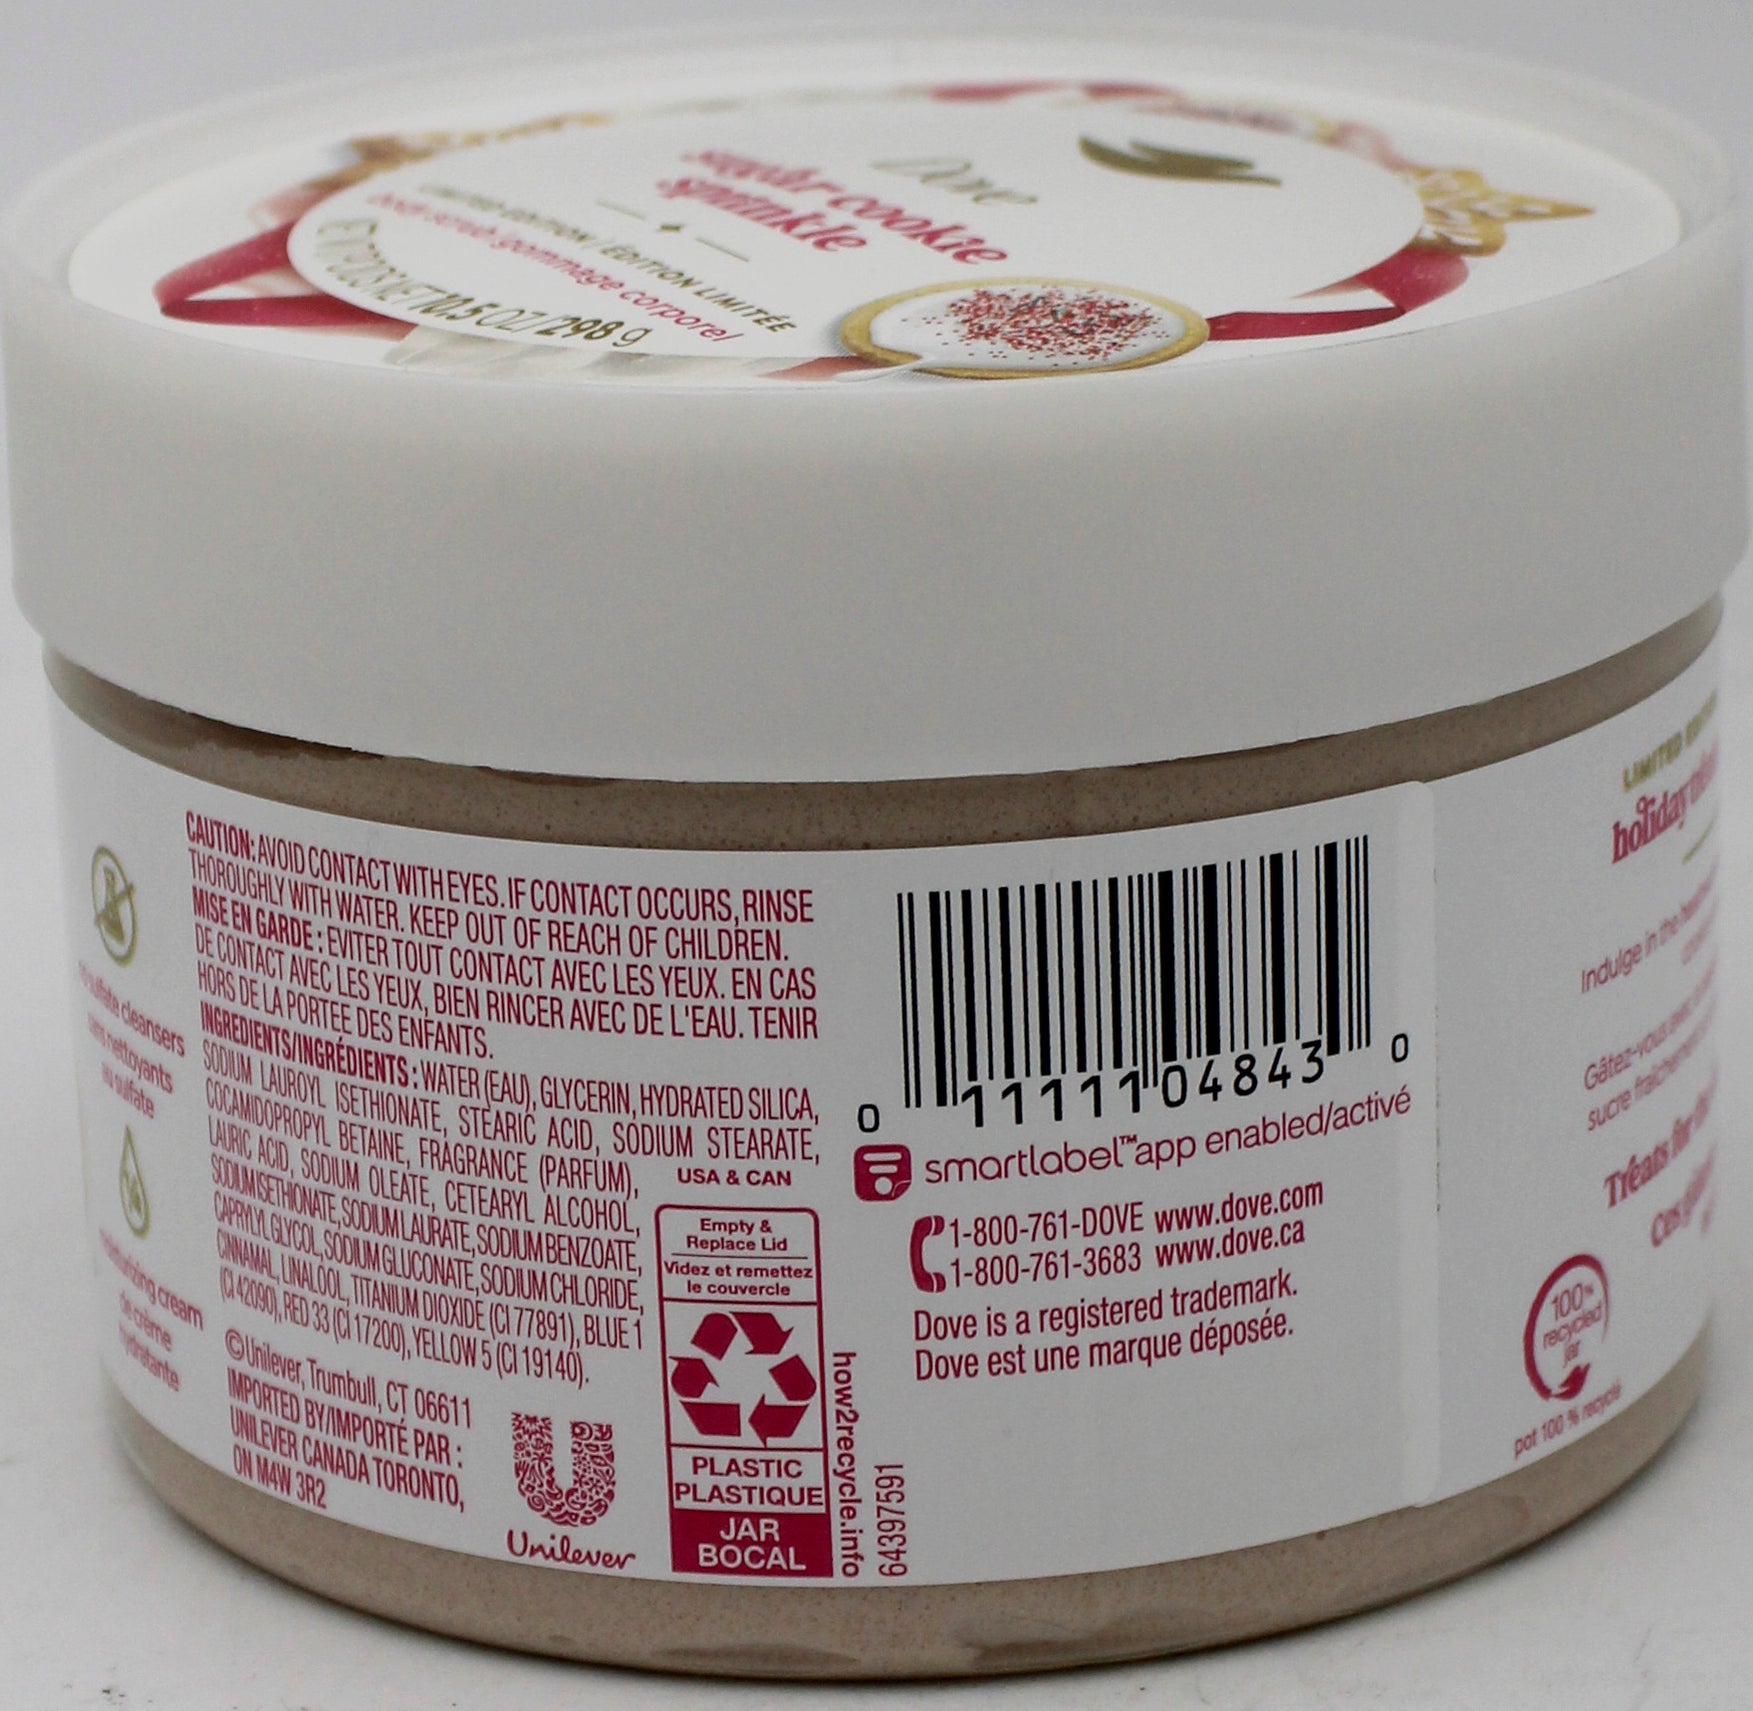 Dove
sugar cookie
sprinkle
LIMITED EDITION / ÉDITION LIMITÉE
body scrub/gommage corporel
10.5 OZ/298 g
sulfate cleansers
sans nettoyants
au sulfate
moisturizing cream
de crème
hydratante
CAUTION: AVOID CONTACT WITH EYES. IF CONTACT OCCURS, RINSE
THOROUGHLY WITH WATER. KEEP OUT OF REACH OF CHILDREN.
MISE EN GARDE : EVITER TOUT CONTACT AVEC LES YEUX. EN CAS
DE CONTACT AVEC LES YEUX, BIEN RINCER AVEC DE L'EAU. TENIR
HORS DE LA PORTEE DES ENFANTS.
INGREDIENTS/INGRÉDIENTS : WATER (EAU), GLYCERIN, HYDRATED SILICA,
SODIUM LAUROYL ISETHIONATE, STEARIC ACID, SODIUM STEARATE,
COCAMIDOPROPYL BETAINE, FRAGRANCE (PARFUM),
LAURIC ACID, SODIUM OLEATE, CETEARYL ALCOHOL,
SODIUM ISETHIONATE, SODIUM LAURATE, SODIUM BENZOATE,
CAPRYLYL GLYCOL, SODIUM GLUCONATE, SODIUM CHLORIDE,
CINNAMAL, LINALOOL, TITANIUM DIOXIDE (CI 77891), BLUE 1
(CI 42090), RED 33 (CI 17200), YELLOW 5 (CI 19140).
©Unilever, Trumbull, CT 06611
IMPORTED BY/IMPORTÉ PAR :
UNILEVER CANADA TORONTO,
ON M4W 3R2
Unilever
USA & CAN
Empty &
Replace Lid
Videz et remettez
le couvercle
PLASTIC
PLASTIQUE
JAR
BOCAL
how2recycle.info
64397591
0 11111 04843 0
smartlabel™app enabled/activé
1-800-761-DOVE www.dove.com
1-800-761-3683 www.dove.ca
Dove is a registered trademark.
Dove est une marque déposée.
LIMITED
holiday
Indulge in the
Gâtez-vous avec
sucre fraîchement
Treats for
100%
recycled
jar
pot 100 % recyclé